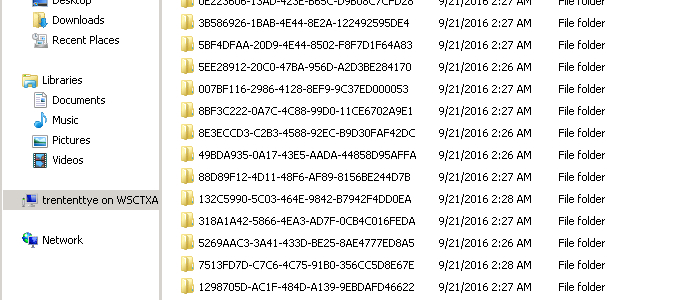 Desktop
Downloads
Recent Places
Libraries
Documents
Music
Pictures
Videos
trententtye on WSCTXA
Network
0E223606-13AD-423E-B65C-D9B08C7CFD28 9/21/2016 2:27 AM File folder
3B586926-1BAB-4E44-8E2A-122492595DE4 9/21/2016 2:27 AM File folder
5BF4DFAA-20D9-4E44-8502-F8F7D1F64A83 9/21/2016 2:27 AM File folder
5EE28912-20C0-47BA-956D-A2D3BE284170 9/21/2016 2:26 AM File folder
007BF116-2986-4128-8EF9-9C37ED000053 9/21/2016 2:27 AM File folder
8BF3C222-0A7C-4C88-99D0-11CE6702A9E1 9/21/2016 2:27 AM File folder
8E3ECCD3-C2B3-4588-92EC-B9D30FAF42DC 9/21/2016 2:26 AM File folder
49BDA935-0A17-43E5-AADA-44858D95AFFA 9/21/2016 2:27 AM File folder
88D89F12-4D11-48F6-AF89-8156BE244D7B 9/21/2016 2:27 AM File folder
132C5990-5C03-464E-9842-B7942F4DD0EA 9/21/2016 2:28 AM File folder
318A1A42-5866-4EA3-AD7F-0CB4C016FEDA 9/21/2016 2:27 AM File folder
5269AAC3-3A41-433D-BE25-8AE4777ED8A5 9/21/2016 2:26 AM File folder
7513FD7D-C7C6-4C75-91B0-356CC5D8E67E 9/21/2016 2:28 AM File folder
1298705D-AC1F-484D-A139-9EBDAFD46622 9/21/2016 2:27 AM File folder